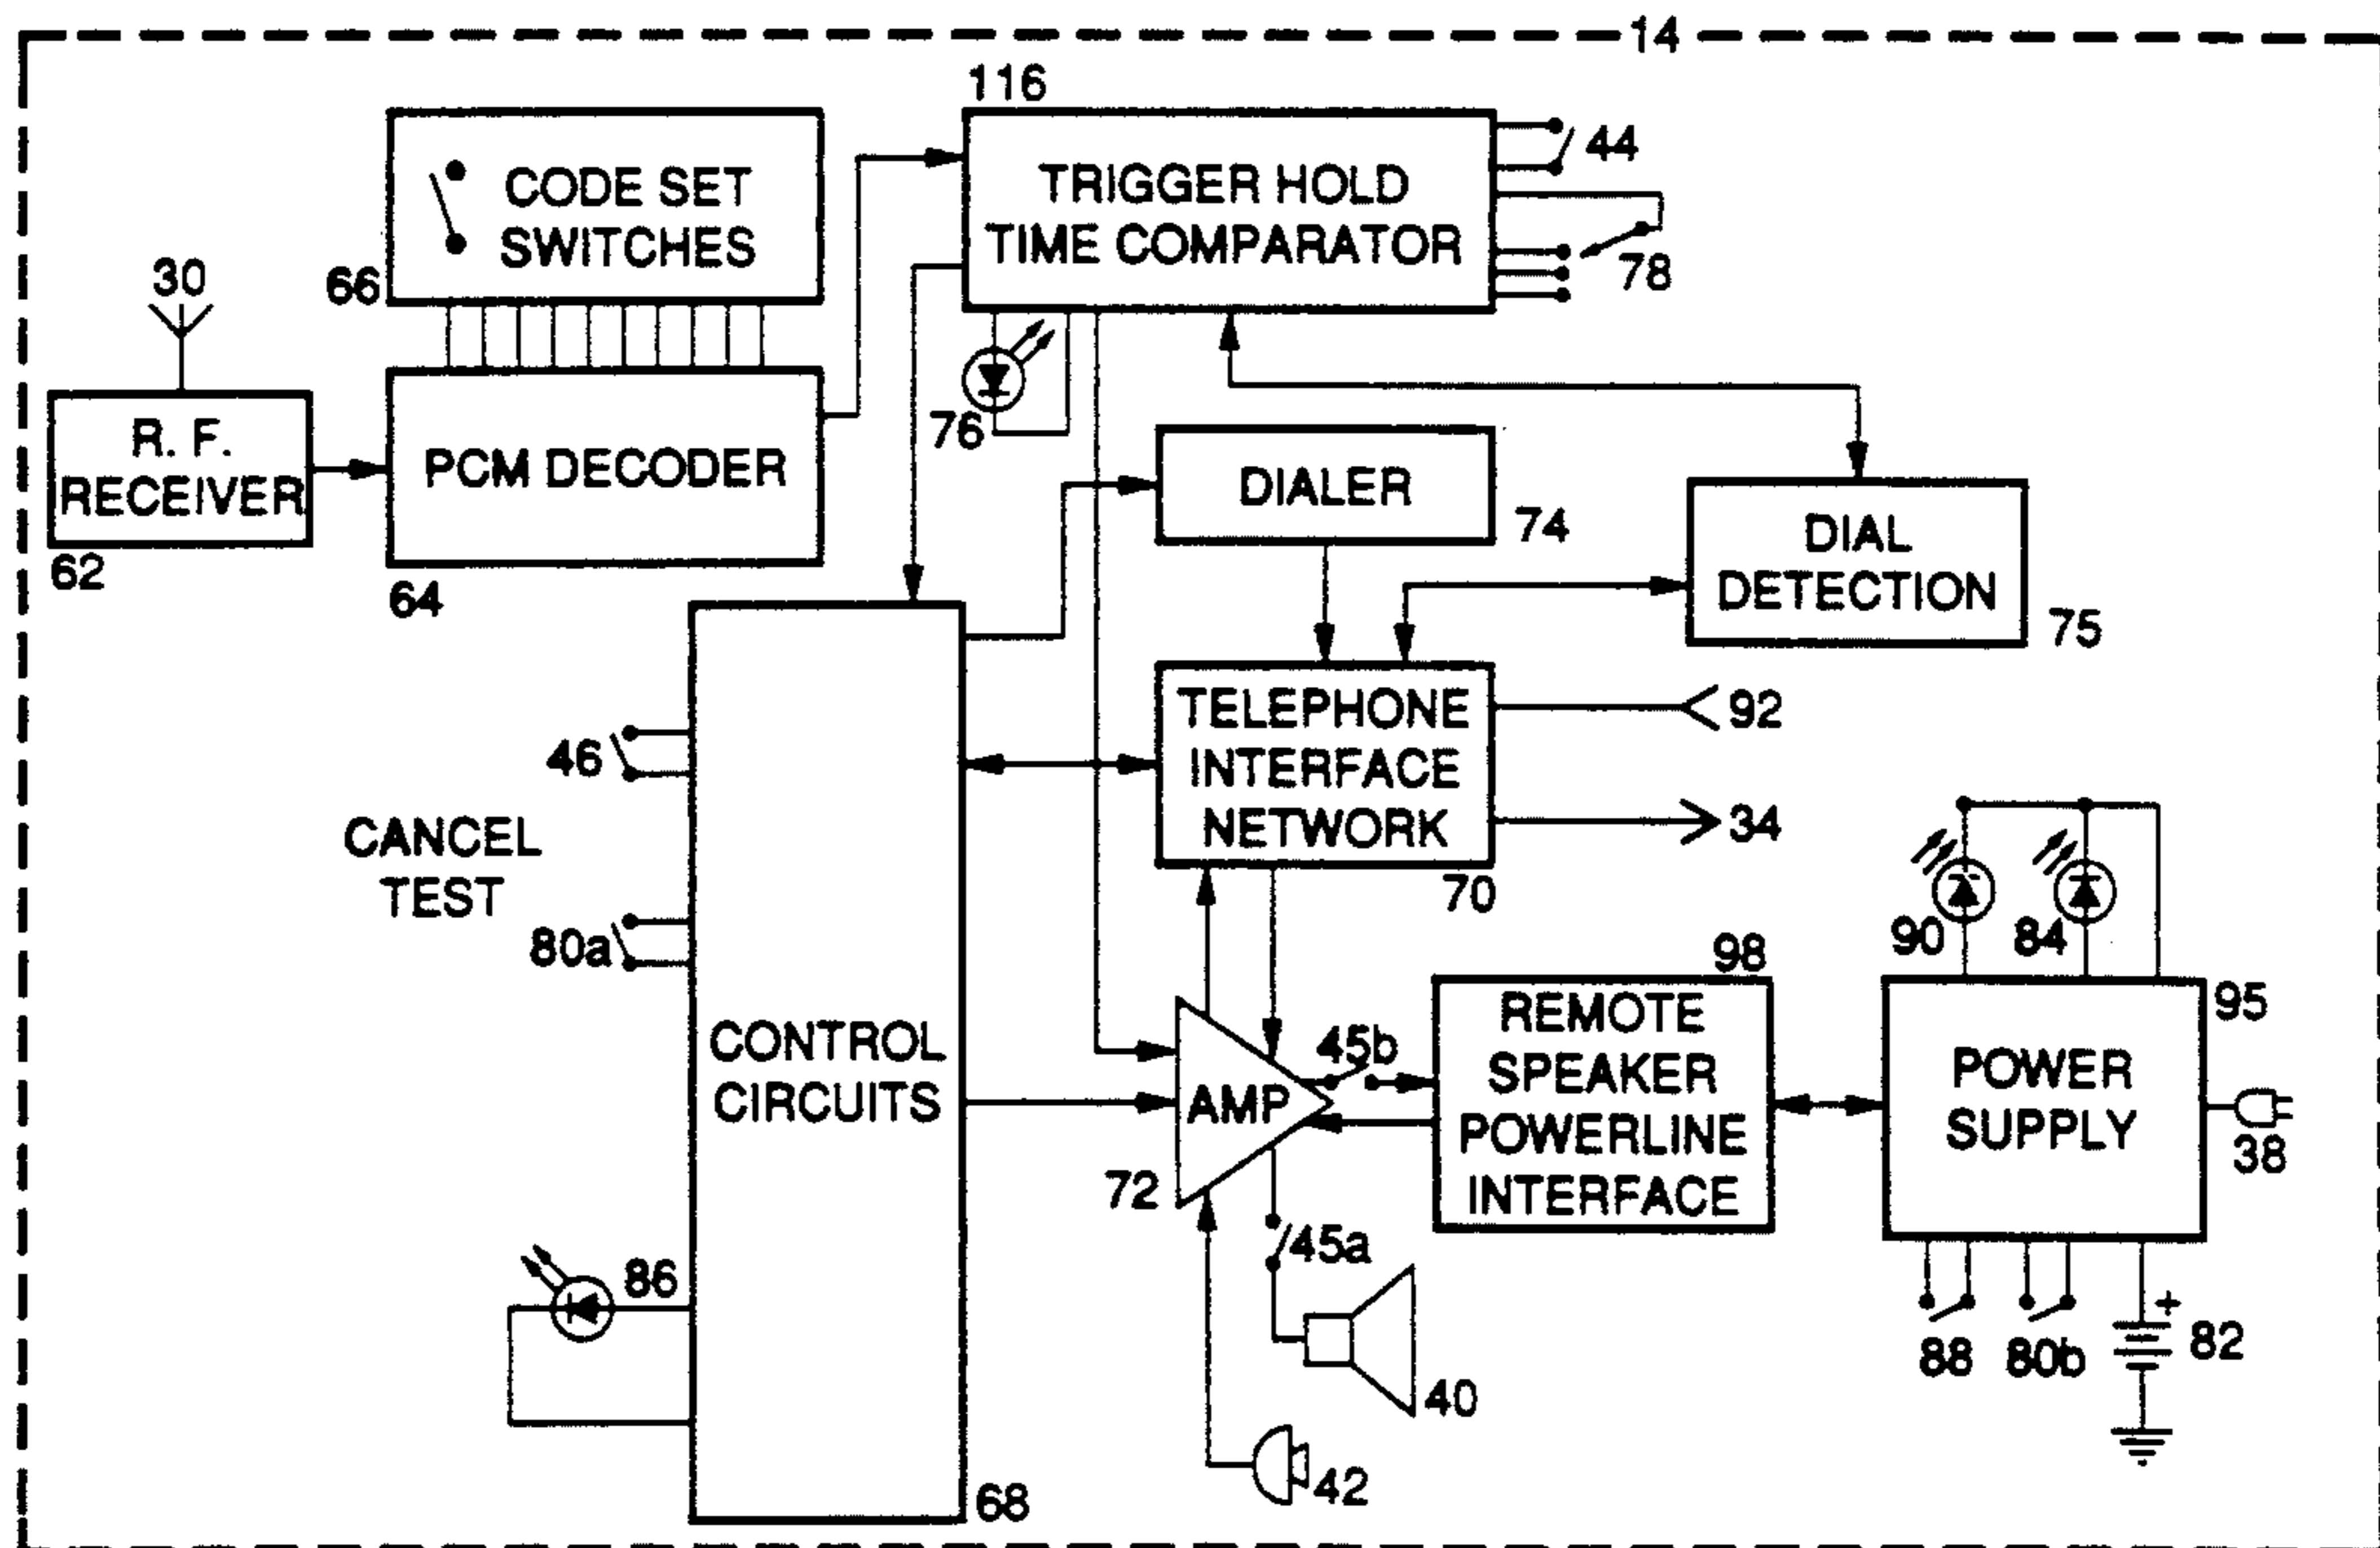 14
116
CODE SET
SWITCHES
66
TRIGGER HOLD
TIME COMPARATOR
44
78
30
R. F.
RECEIVER
62
PCM DECODER
64
76
DIALER
74
DIAL
DETECTION
75
46
CANCEL
TEST
80a
CONTROL
CIRCUITS
68
86
TELEPHONE
INTERFACE
NETWORK
70
92
34
AMP
72
45b
45a
REMOTE
SPEAKER
POWERLINE
INTERFACE
98
90
84
95
POWER
SUPPLY
38
88
80b
+
82
40
42